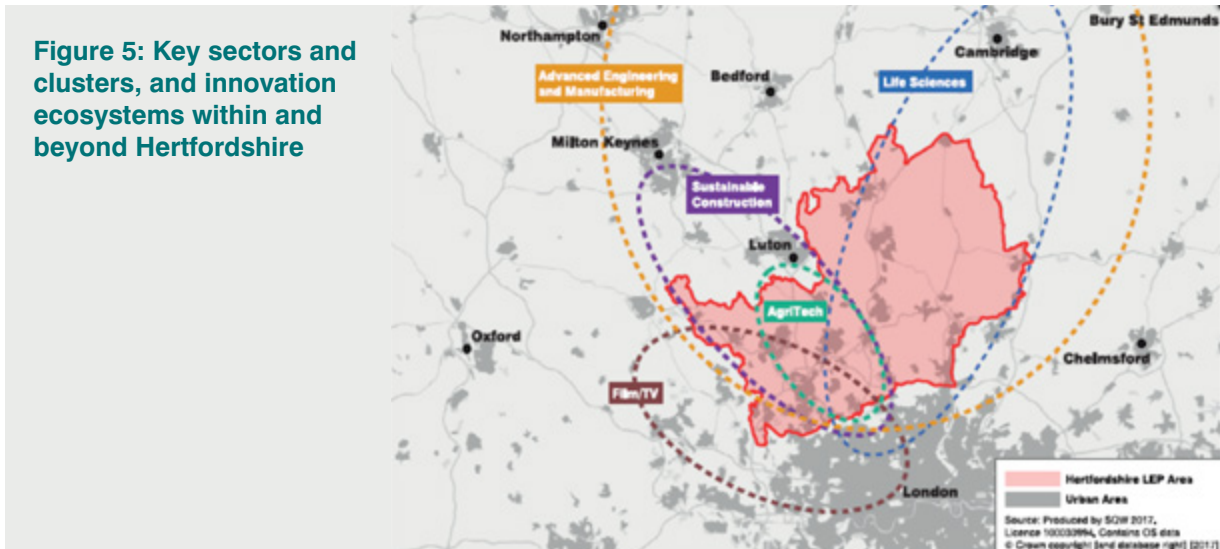 Figure 5: Key sectors and
clusters, and innovation
ecosystems within and
beyond Hertfordshire
Northampton
Bury St Edmunds
Cambridge
Advanced Engineering
and Manufacturing
Bedford
Life Sciences
Milton Keynes
Sustainable
Construction
Luton
AgriTech
Oxford
Chelmsford
Film/TV
London
Hertfordshire LEP Area
Urban Area
Source: Produced by SQW 2017.
Licence 100030994, Contains OS data
© Crown copyright [and database right] [2017]